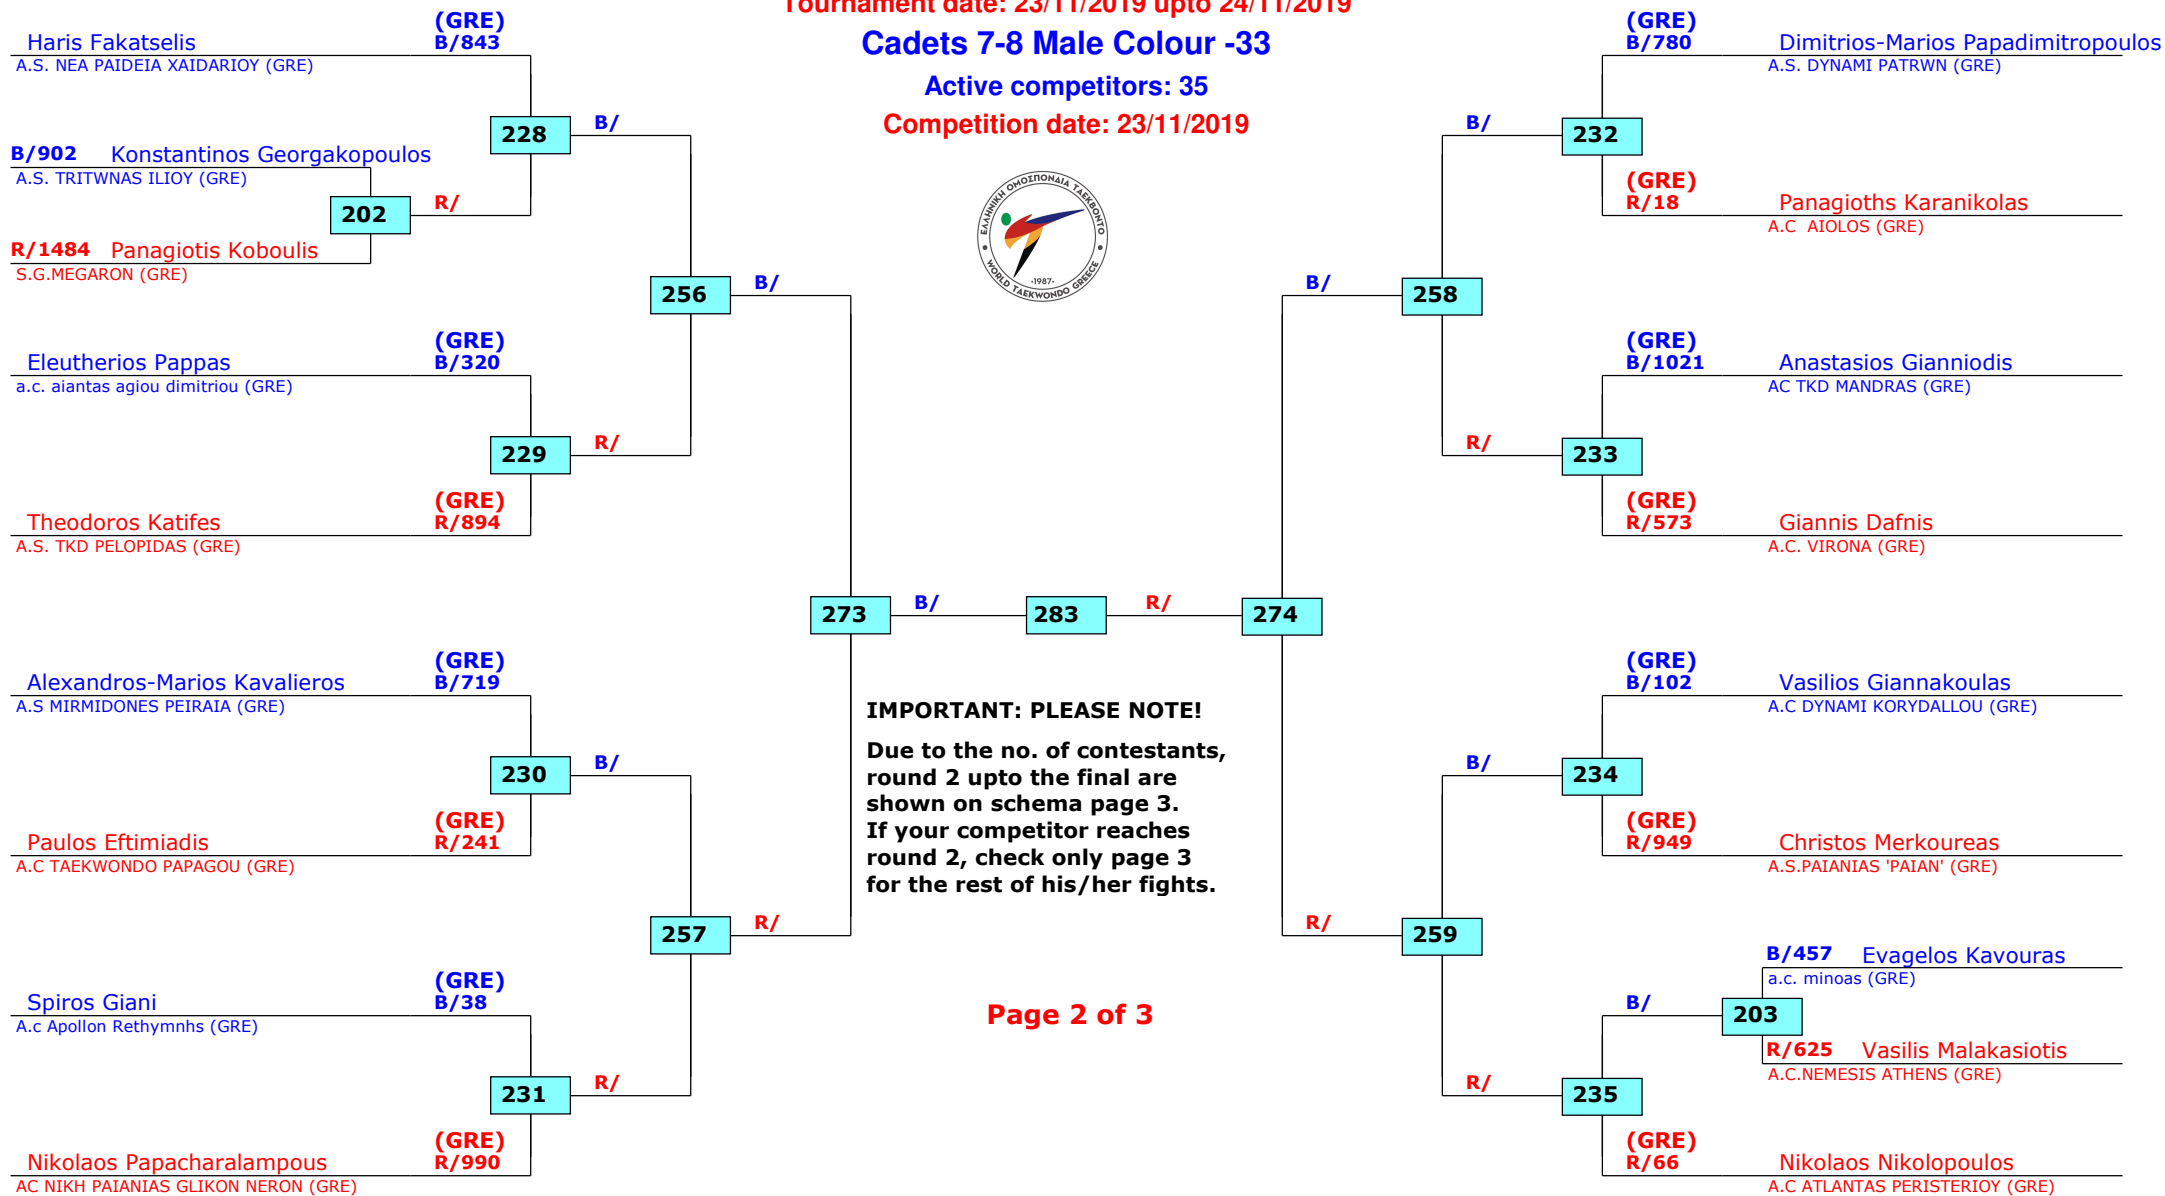 Tournament date: 23/11/2019 upto 24/11/2019
Cadets 7-8 Male Colour -33
Active competitors: 35
Competition date: 23/11/2019
(GRE)
Haris Fakatselis B/843
A.S. NEA PAIDEIA XAIDARIOY (GRE)
228 B/
B/902 Konstantinos Georgakopoulos
A.S. TRITWNAS ILIOY (GRE)
202 R/
R/1484 Panagiotis Koboulis
S.G.MEGARON (GRE)
256 B/
(GRE)
Eleutherios Pappas B/320
a.c. aiantas agiou dimitriou (GRE)
229 R/
(GRE)
Theodoros Katifes R/894
A.S. TKD PELOPIDAS (GRE)
273 B/ 283 R/ 274
(GRE)
Alexandros-Marios Kavalieros B/719
A.S MIRMIDONES PEIRAIA (GRE)
230 B/
(GRE)
Paulos Eftimiadis R/241
A.C TAEKWONDO PAPAGOU (GRE)
257 R/
(GRE)
Spiros Giani B/38
A.c Apollon Rethymnhs (GRE)
231 R/
(GRE)
Nikolaos Papacharalampous R/990
AC NIKH PAIANIAS GLIKON NERON (GRE)
ΕΛΛΗΝΙΚΗ ΟΜΟΣΠΟΝΔΙΑ ΤΑΕΚΒΟΝΤΟ
·1987·
WORLD TAEKWONDO GREECE
IMPORTANT: PLEASE NOTE!
Due to the no. of contestants,
round 2 upto the final are
shown on schema page 3.
If your competitor reaches
round 2, check only page 3
for the rest of his/her fights.
Page 2 of 3
(GRE)
B/780 Dimitrios-Marios Papadimitropoulos
A.S. DYNAMI PATRWN (GRE)
B/ 232
(GRE)
R/18 Panagioths Karanikolas
A.C  AIOLOS (GRE)
B/ 258
(GRE)
B/1021 Anastasios Gianniodis
AC TKD MANDRAS (GRE)
R/ 233
(GRE)
R/573 Giannis Dafnis
A.C. VIRONA (GRE)
(GRE)
B/102 Vasilios Giannakoulas
A.C DYNAMI KORYDALLOU (GRE)
B/ 234
(GRE)
R/949 Christos Merkoureas
A.S.PAIANIAS 'PAIAN' (GRE)
R/ 259
B/457 Evagelos Kavouras
a.c. minoas (GRE)
B/ 203
R/625 Vasilis Malakasiotis
A.C.NEMESIS ATHENS (GRE)
R/ 235
(GRE)
R/66 Nikolaos Nikolopoulos
A.C ATLANTAS PERISTERIOY (GRE)